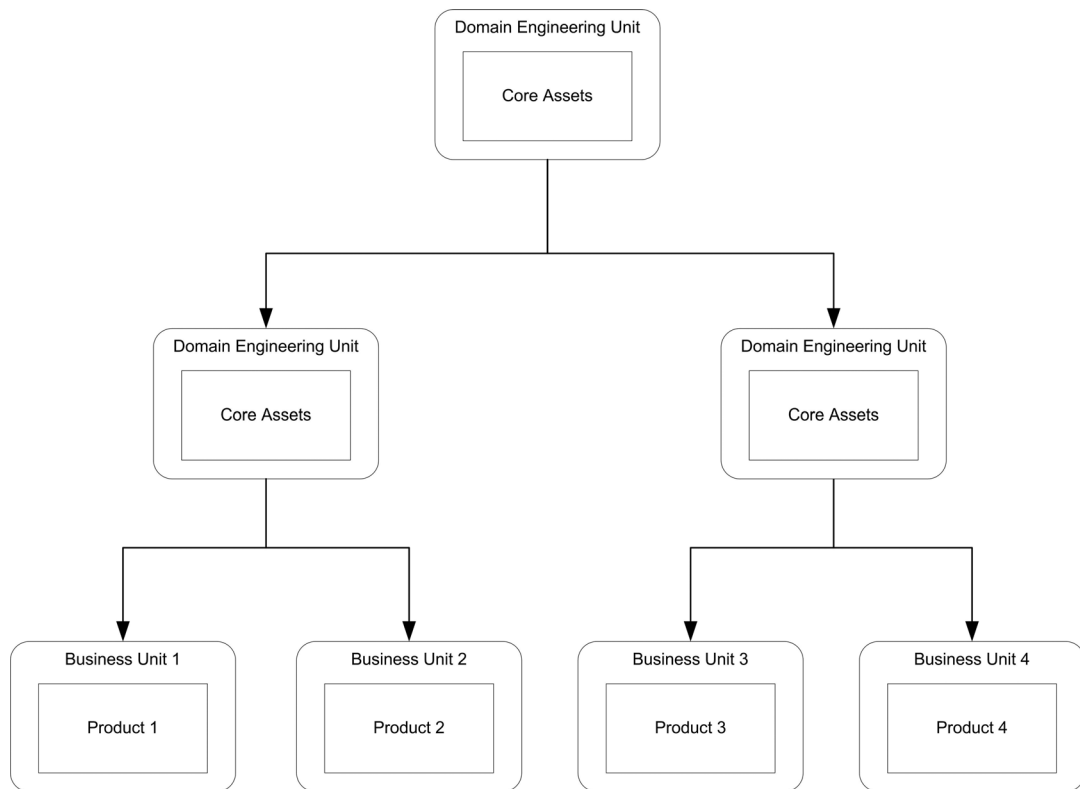 Domain Engineering Unit
Core Assets
Domain Engineering Unit
Core Assets
Domain Engineering Unit
Core Assets
Business Unit 1
Product 1
Business Unit 2
Product 2
Business Unit 3
Product 3
Business Unit 4
Product 4